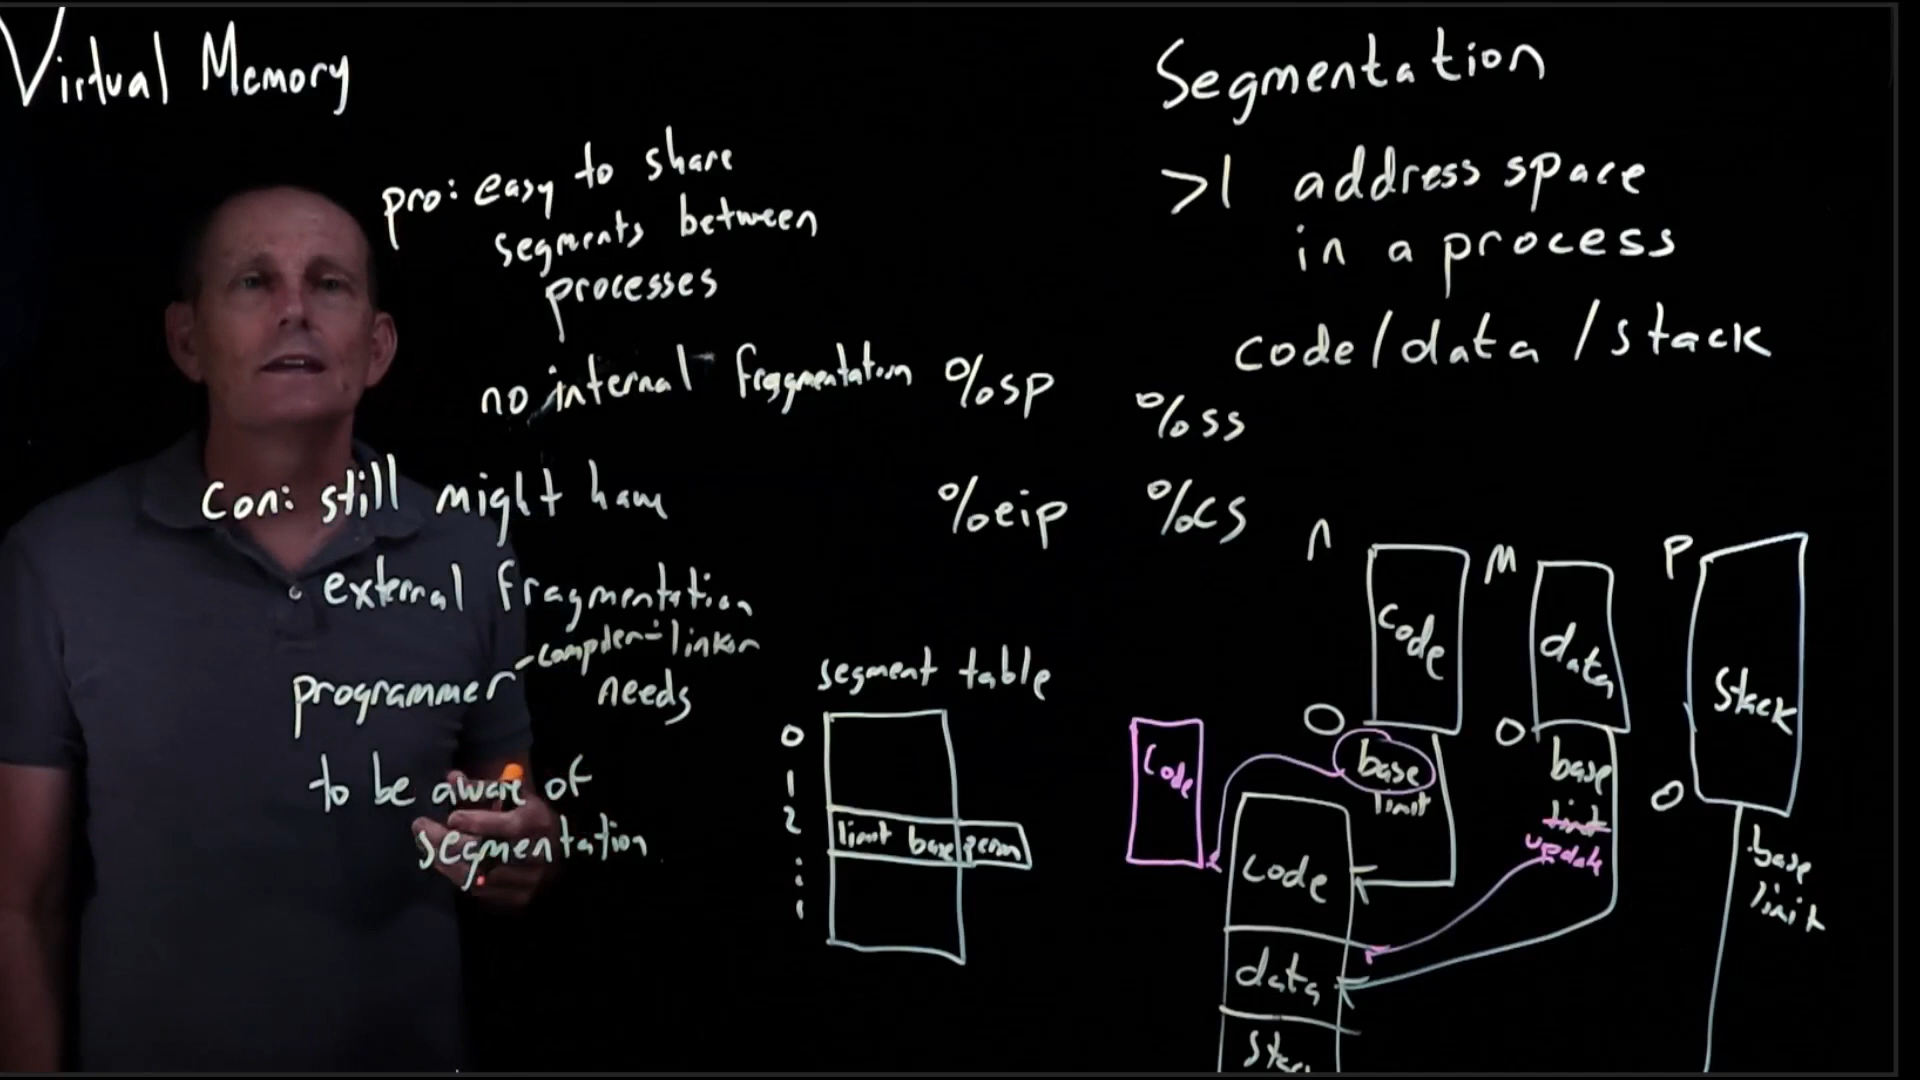 Virtual Memory
pro: easy to share
segments between
processes
no internal fragmentation
con: still might have
external fragmentation
programmer - compiler - linker
needs
to be aware of
segmentation
Segmentation
>1 address space
in a process
code/data/stack
%sp %ss
%eip %cs
segment table
0
1
2
limit base perm
n
code
0
base
limit
M
data
0
base
limit
update
P
stack
0
base
limit
code
code
data